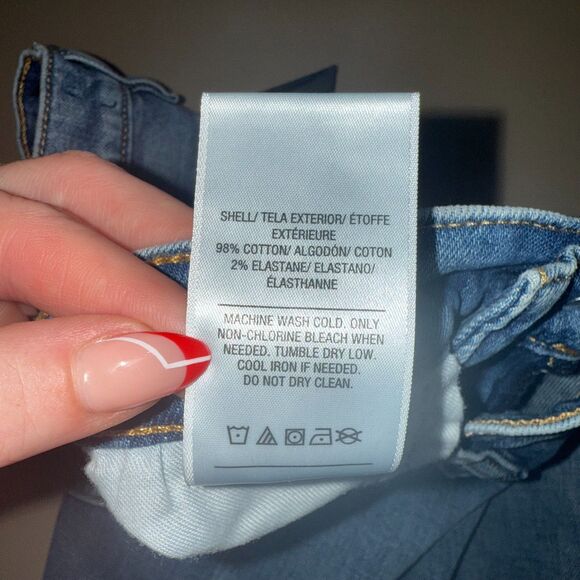 SHELL/ TELA EXTERIOR/ ÉTOFFE
EXTÉRIEURE
98% COTTON/ ALGODÓN/ COTON
2% ELASTANE/ ELASTANO/
ÉLASTHANNE
MACHINE WASH COLD. ONLY
NON-CHLORINE BLEACH WHEN
NEEDED. TUMBLE DRY LOW.
COOL IRON IF NEEDED.
DO NOT DRY CLEAN.